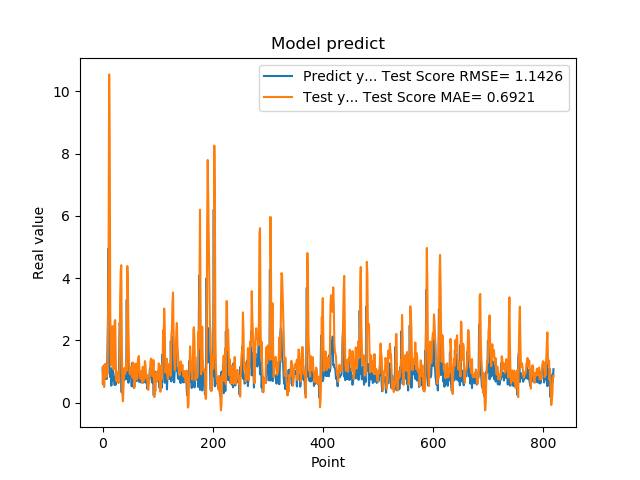 Model predict
Predict y... Test Score RMSE= 1.1426
Test y... Test Score MAE= 0.6921
10
8
6
4
2
0
Real value
0 200 400 600 800
Point